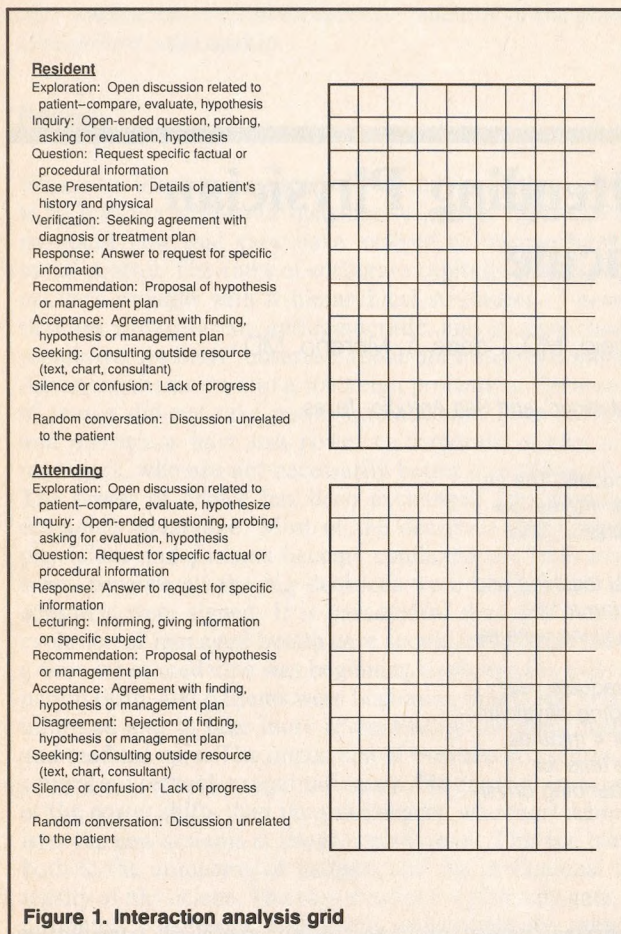 Resident
Exploration: Open discussion related to
patient–compare, evaluate, hypothesis
Inquiry: Open-ended question, probing,
asking for evaluation, hypothesis
Question: Request specific factual or
procedural information
Case Presentation: Details of patient's
history and physical
Verification: Seeking agreement with
diagnosis or treatment plan
Response: Answer to request for specific
information
Recommendation: Proposal of hypothesis
or management plan
Acceptance: Agreement with finding,
hypothesis or management plan
Seeking: Consulting outside resource
(text, chart, consultant)
Silence or confusion: Lack of progress
Random conversation: Discussion unrelated
to the patient
Attending
Exploration: Open discussion related to
patient–compare, evaluate, hypothesize
Inquiry: Open-ended questioning, probing,
asking for evaluation, hypothesis
Question: Request for specific factual or
procedural information
Response: Answer to request for specific
information
Lecturing: Informing, giving information
on specific subject
Recommendation: Proposal of hypothesis
or management plan
Acceptance: Agreement with finding,
hypothesis or management plan
Disagreement: Rejection of finding,
hypothesis or management plan
Seeking: Consulting outside resource
(text, chart, consultant)
Silence or confusion: Lack of progress
Random conversation: Discussion unrelated
to the patient
Figure 1. Interaction analysis grid